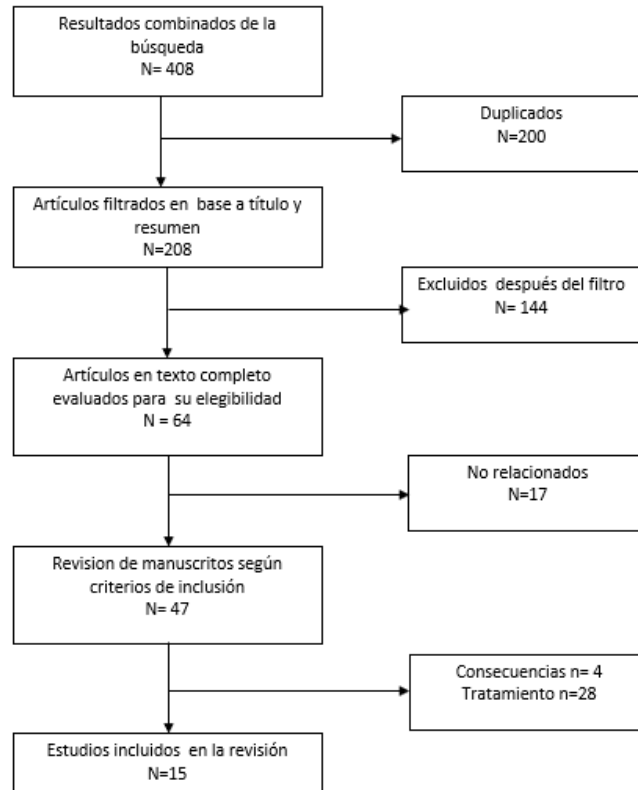 Resultados combinados de la
búsqueda
N= 408
Duplicados
N=200
Artículos filtrados en base a título y
resumen
N=208
Excluidos después del filtro
N= 144
Artículos en texto completo
evaluados para su elegibilidad
N = 64
No relacionados
N=17
Revision de manuscritos según
criterios de inclusión
N= 47
Consecuencias n= 4
Tratamiento n=28
Estudios incluidos en la revisión
N=15